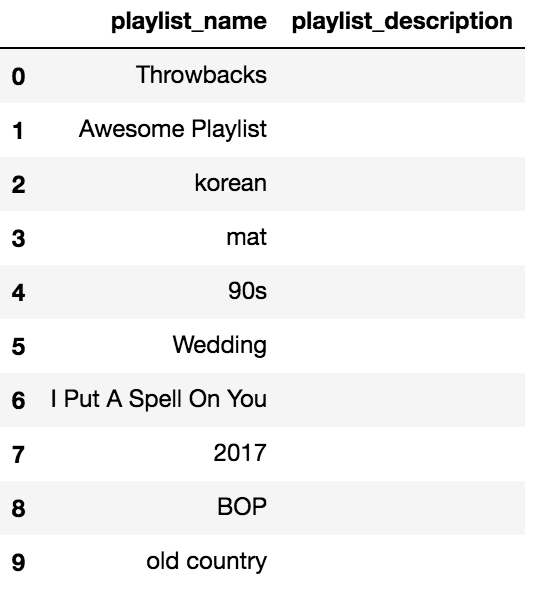 playlist_name playlist_description
0 Throwbacks
1 Awesome Playlist
2 korean
3 mat
4 90s
5 Wedding
6 I Put A Spell On You
7 2017
8 BOP
9 old country